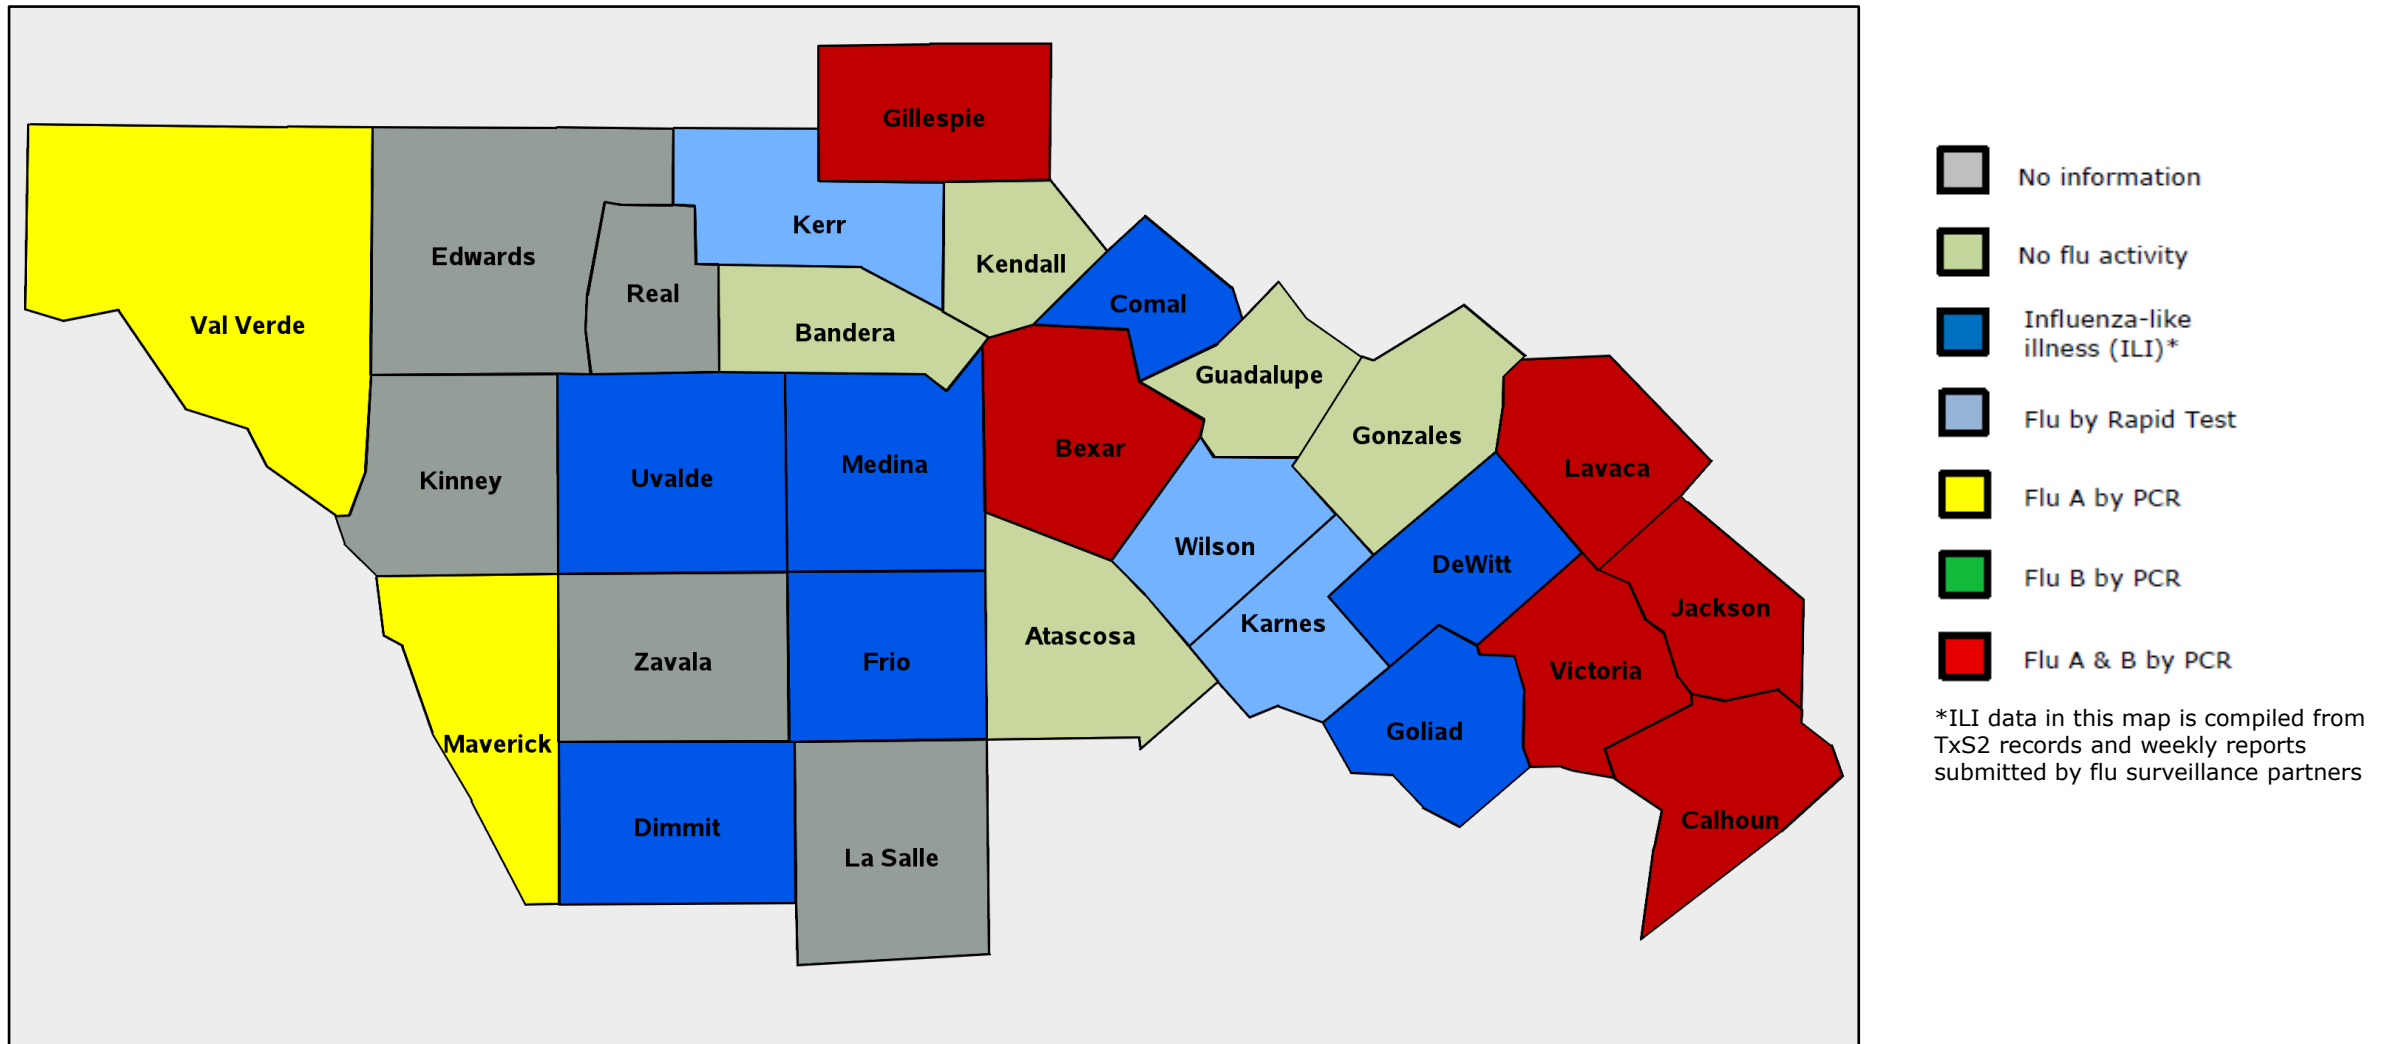 Gillespie
Kerr
Edwards
Kendall
Real
Comal
Val Verde
Bandera
Guadalupe
Gonzales
Bexar
Medina
Lavaca
Uvalde
Kinney
Wilson
DeWitt
Jackson
Karnes
Atascosa
Zavala
Frio
Victoria
Goliad
Maverick
Calhoun
Dimmit
La Salle
No information
No flu activity
Influenza-like
illness (ILI)*
Flu by Rapid Test
Flu A by PCR
Flu B by PCR
Flu A & B by PCR
*ILI data in this map is compiled from
TxS2 records and weekly reports
submitted by flu surveillance partners